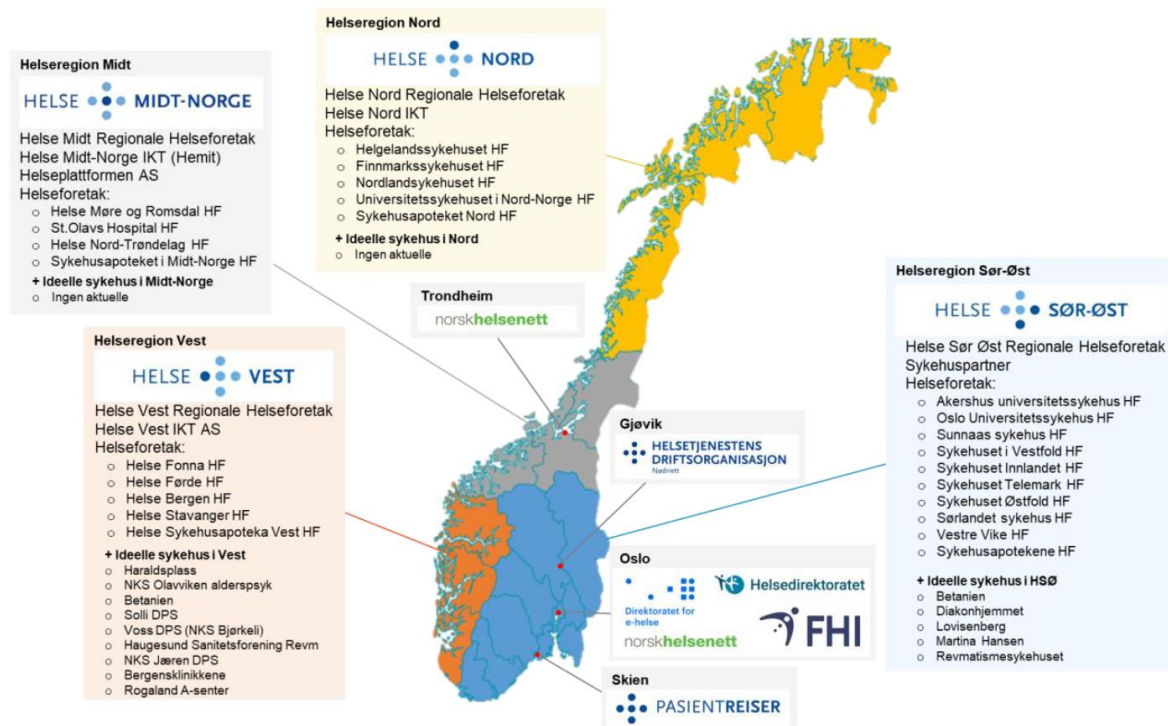 Helseregion Nord
HELSE NORD
Helse Nord Regionale Helseforetak
Helse Nord IKT
Helseforetak:
o Helgelandssykehuset HF
o Finnmarkssykehuset HF
o Nordlandsykehuset HF
o Universitetssykehuset i Nord-Norge HF
o Sykehusapoteket Nord HF
+ Ideelle sykehus i Nord
o Ingen aktuelle
Helseregion Midt
HELSE MIDT-NORGE
Helse Midt Regionale Helseforetak
Helse Midt-Norge IKT (Hemit)
Helseplattformen AS
Helseforetak:
o Helse Møre og Romsdal HF
o St.Olavs Hospital HF
o Helse Nord-Trøndelag HF
o Sykehusapoteket i Midt-Norge HF
+ Ideelle sykehus i Midt-Norge
o Ingen aktuelle
Trondheim
norskhelsenett
Helseregion Vest
HELSE VEST
Helse Vest Regionale Helseforetak
Helse Vest IKT AS
Helseforetak:
o Helse Fonna HF
o Helse Førde HF
o Helse Bergen HF
o Helse Stavanger HF
o Helse Sykehusapoteka Vest HF
+ Ideelle sykehus i Vest
o Haraldsplass
o NKS Olavviken alderspsyk
o Betanien
o Solli DPS
o Voss DPS (NKS Bjørkeli)
o Haugesund Sanitetsforening Revm
o NKS Jæren DPS
o Bergensklinikkene
o Rogaland A-senter
Gjøvik
HELSETJENESTENS
DRIFTSORGANISASJON
Nødnett
Oslo
Direktoratet for
e-helse
Helsedirektoratet
norskhelsenett
FHI
Skien
PASIENTREISER
Helseregion Sør-Øst
HELSE SØR-ØST
Helse Sør Øst Regionale Helseforetak
Sykehuspartner
Helseforetak:
o Akershus universitetssykehus HF
o Oslo Universitetssykehus HF
o Sunnaas sykehus HF
o Sykehuset i Vestfold HF
o Sykehuset Innlandet HF
o Sykehuset Telemark HF
o Sykehuset Østfold HF
o Sørlandet sykehus HF
o Vestre Vike HF
o Sykehusapotekene HF
+ Ideelle sykehus i HSØ
o Betanien
o Diakonhjemmet
o Lovisenberg
o Martina Hansen
o Revmatismesykehuset